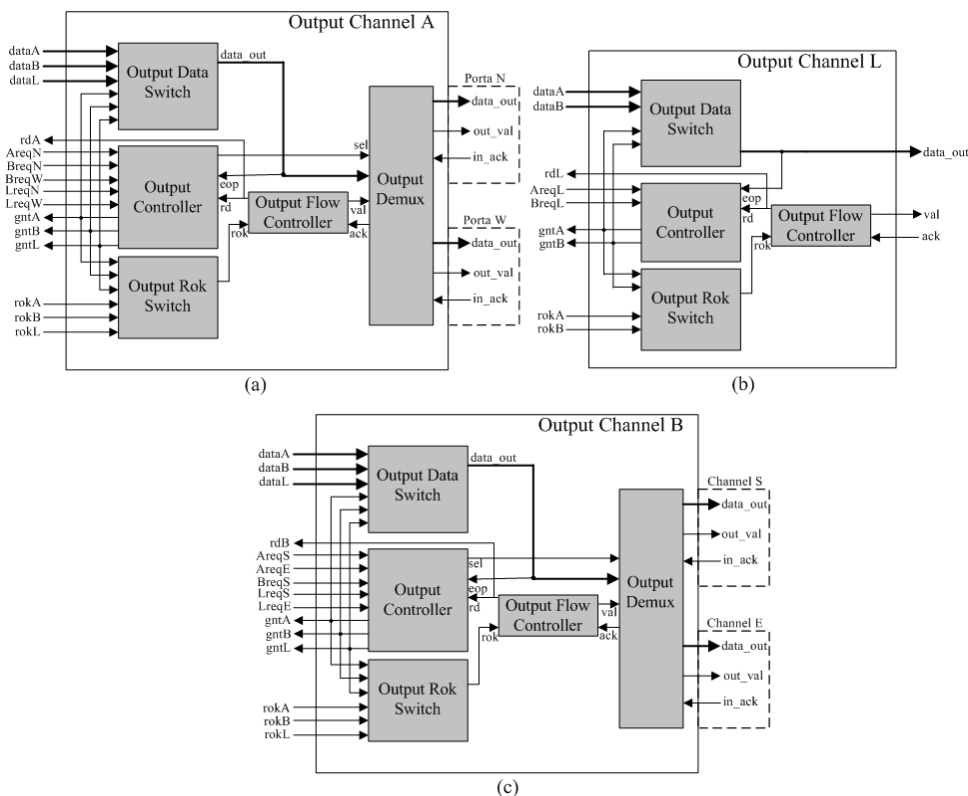 Output Channel A
dataA
dataB
dataL
Output Data
Switch
data_out
rdA
AreqN
BreqN
BreqW
LreqN
LreqW
gntA
gntB
gntL
Output
Controller
sel
eop
rd
rok
Output Flow
Controller
val
ack
Output
Demux
Output Rok
Switch
rokA
rokB
rokL
Porta N
data_out
out_val
in_ack
Porta W
data_out
out_val
in_ack
(a)
Output Channel L
dataA
dataB
Output Data
Switch
data_out
rdL
AreqL
BreqL
gntA
gntB
Output
Controller
eop
rd
rok
Output Flow
Controller
val
ack
Output Rok
Switch
rokA
rokB
(b)
Output Channel B
dataA
dataB
dataL
Output Data
Switch
data_out
rdB
AreqS
AreqE
BreqS
LreqS
LreqE
gntA
gntB
gntL
Output
Controller
sel
eop
rd
rok
Output Flow
Controller
val
ack
Output
Demux
Output Rok
Switch
rokA
rokB
rokL
Channel S
data_out
out_val
in_ack
Channel E
data_out
out_val
in_ack
(c)